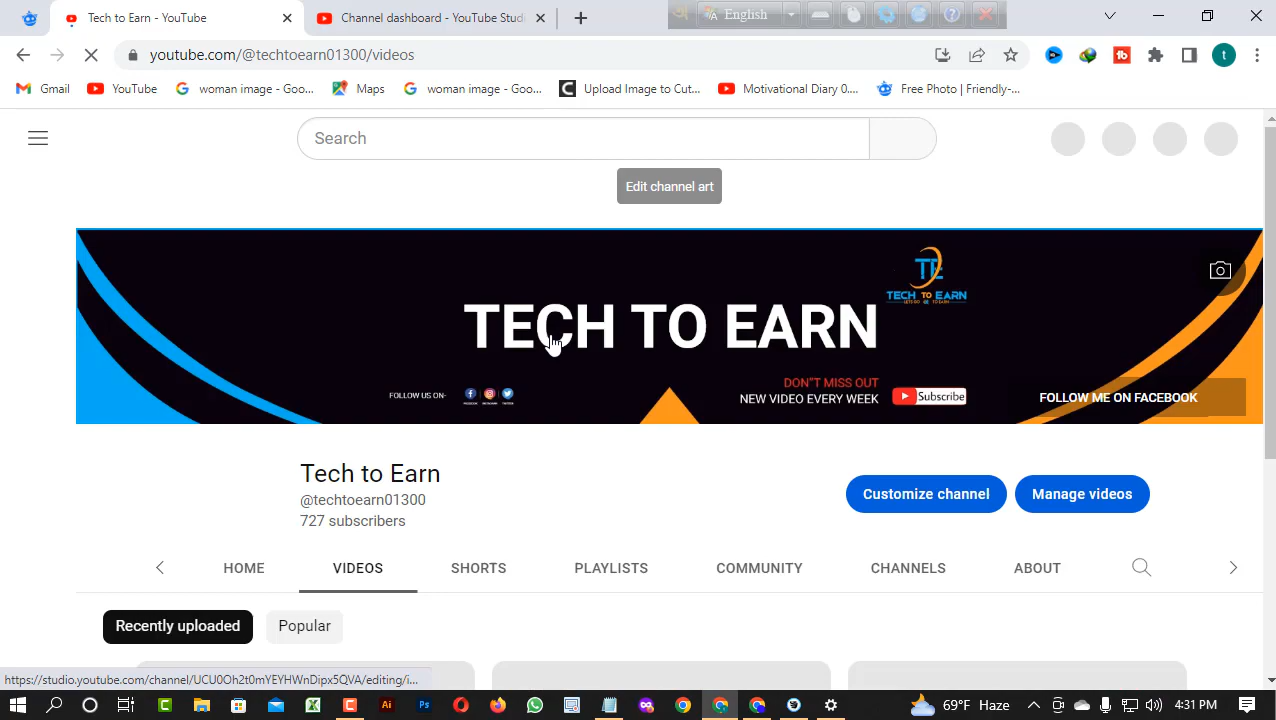 Tech to Earn - YouTube
Channel dashboard - YouTube Stud
English
youtube.com/@techtoearn01300/videos
t
Gmail
YouTube
woman image - Goo...
Maps
woman image - Goo...
Upload Image to Cut...
Motivational Diary 0....
Free Photo | Friendly-...
Search
Edit channel art
TE
TECH TO EARN
TECH TO EARN
DON"T MISS OUT
FOLLOW US ON-
NEW VIDEO EVERY WEEK
Subscribe
FOLLOW ME ON FACEBOOK
Tech to Earn
@techtoearn01300
727 subscribers
Customize channel
Manage videos
HOME
VIDEOS
SHORTS
PLAYLISTS
COMMUNITY
CHANNELS
ABOUT
Recently uploaded
Popular
https://studio.youtube.com/channel/UCU0Oh2t0mYEYHWnDipx5QVA/editing/i...
69°F Haze
4:31 PM